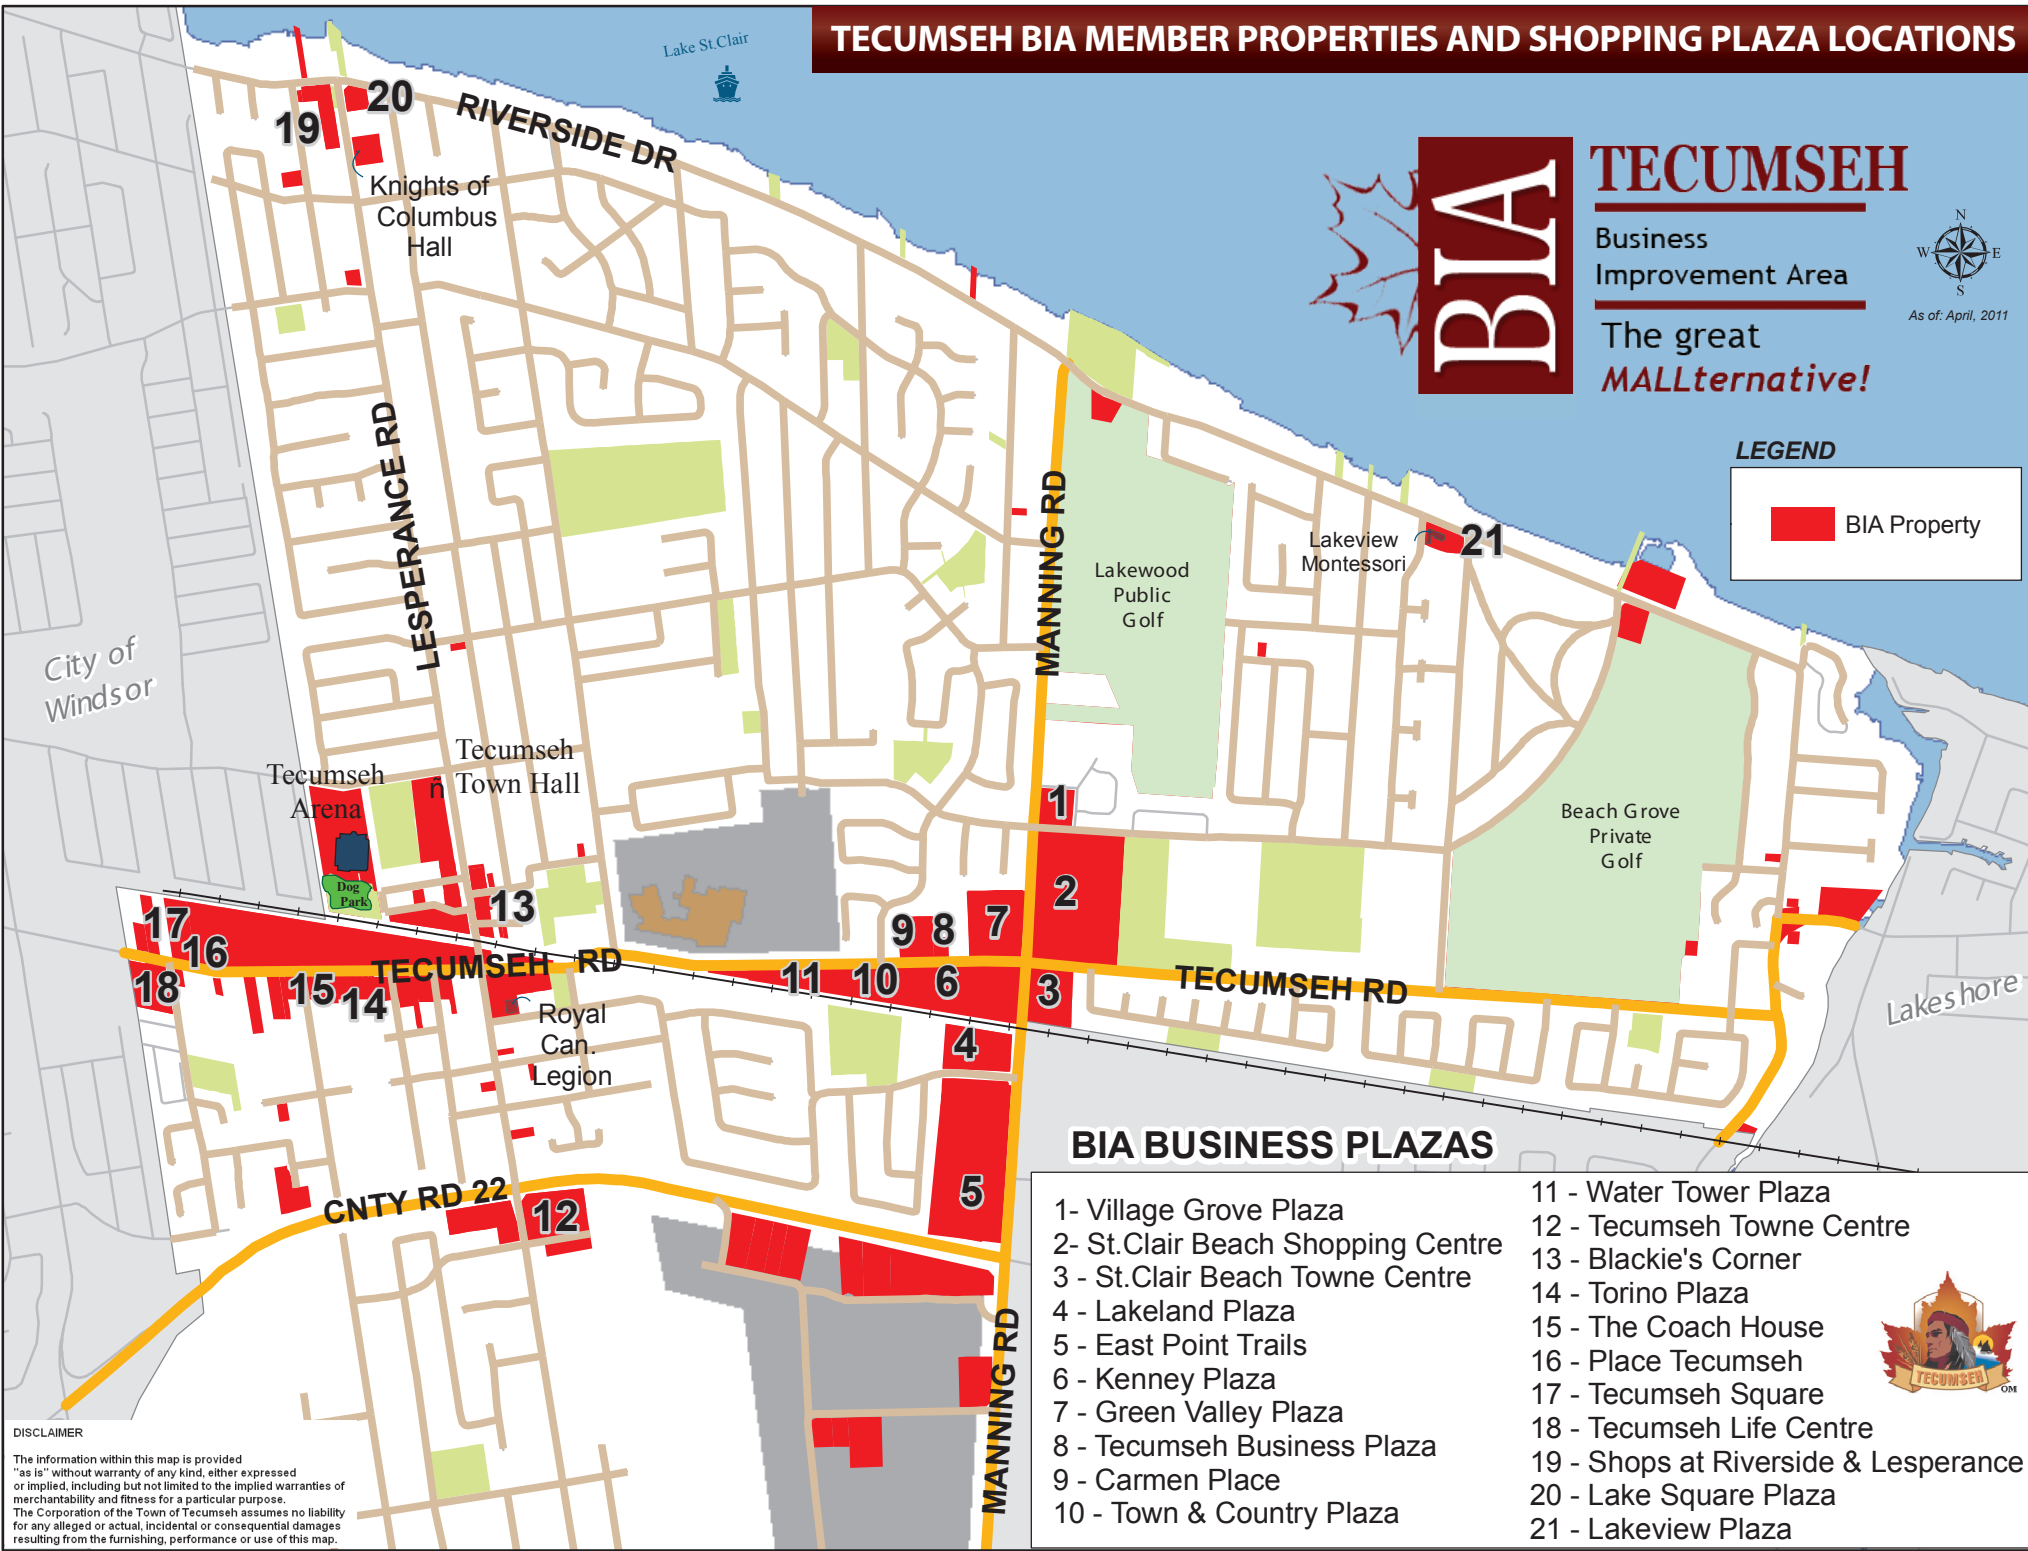 TECUMSEH BIA MEMBER PROPERTIES AND SHOPPING PLAZA LOCATIONS
Lake St.Clair
BIA
TECUMSEH
Business
Improvement Area
The great
MALLternative!
N
W
E
S
As of: April, 2011
LEGEND
BIA Property
20
19
RIVERSIDE DR
Knights of
Columbus
Hall
LESPERANCE RD
MANNING RD
Lakewood
Public
Golf
Lakeview
Montessori
21
City of
Windsor
Tecumseh
Arena
ñ
Tecumseh
Town Hall
Dog
Park
1
2
Beach Grove
Private
Golf
13
17
16
18
15
14
TECUMSEH RD
9
8
7
11
10
6
3
TECUMSEH RD
Lakeshore
Royal
Can.
Legion
4
5
CNTY RD 22
12
MANNING RD
BIA BUSINESS PLAZAS
1- Village Grove Plaza
2- St.Clair Beach Shopping Centre
3 - St.Clair Beach Towne Centre
4 - Lakeland Plaza
5 - East Point Trails
6 - Kenney Plaza
7 - Green Valley Plaza
8 - Tecumseh Business Plaza
9 - Carmen Place
10 - Town & Country Plaza
11 - Water Tower Plaza
12 - Tecumseh Towne Centre
13 - Blackie's Corner
14 - Torino Plaza
15 - The Coach House
16 - Place Tecumseh
17 - Tecumseh Square
18 - Tecumseh Life Centre
19 - Shops at Riverside & Lesperance
20 - Lake Square Plaza
21 - Lakeview Plaza
TECUMSEH
OM
DISCLAIMER
The information within this map is provided
"as is" without warranty of any kind, either expressed
or implied, including but not limited to the implied warranties of
merchantability and fitness for a particular purpose.
The Corporation of the Town of Tecumseh assumes no liability
for any alleged or actual, incidental or consequential damages
resulting from the furnishing, performance or use of this map.